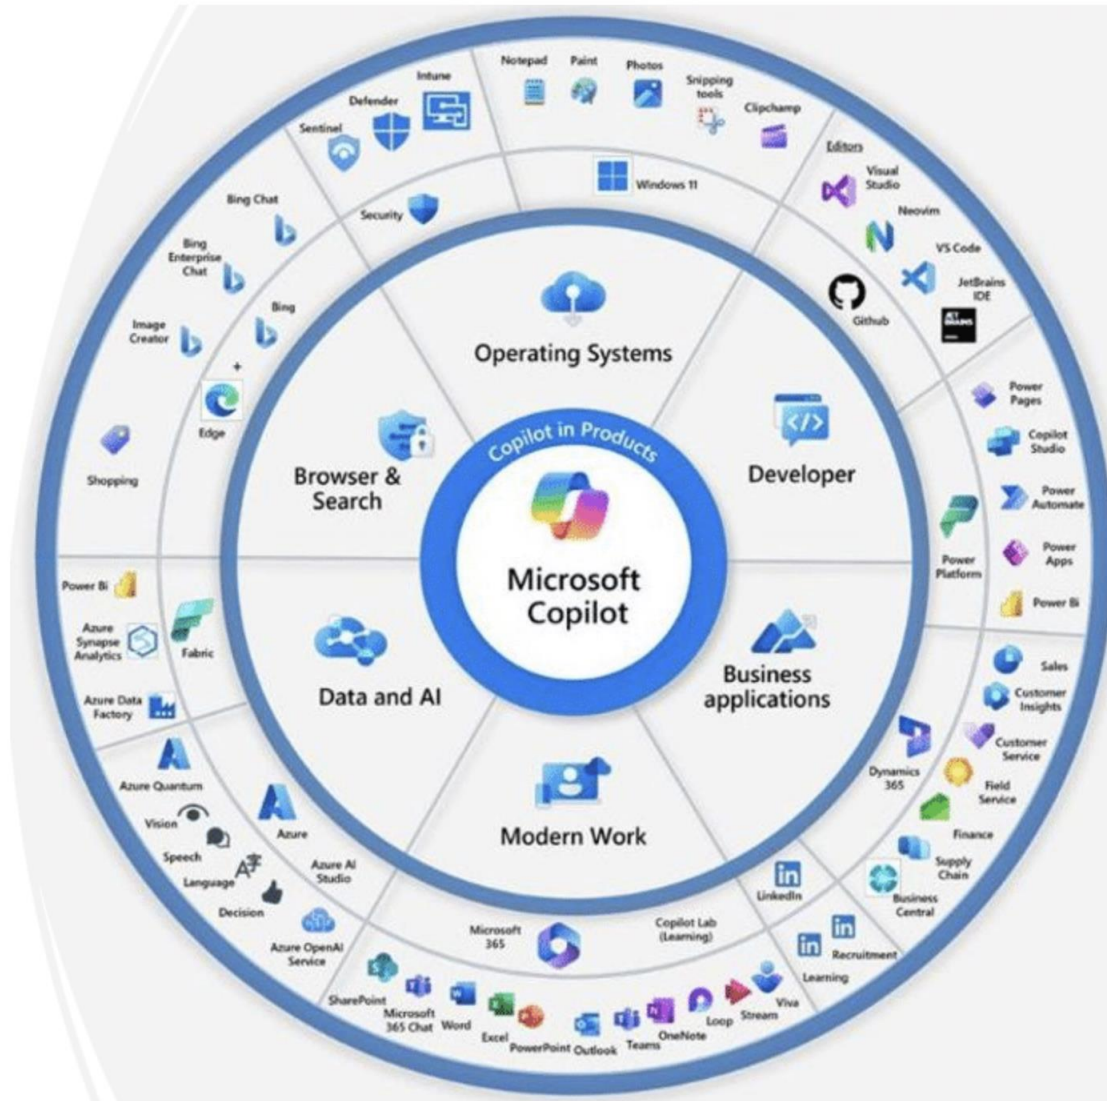 Notepad
Paint
Photos
Snipping
tools
Clipchamp
Intune
Defender
Sentinel
Windows 11
Security
Editors
Visual
Studio
Neovim
VS Code
JetBrains
IDE
JET
BRAINS
Github
Bing Chat
Bing
Enterprise
Chat
Image
Creator
Shopping
Bing
+
Edge
Operating Systems
Browser &
Search
Developer
Copilot in Products
Microsoft
Copilot
Data and AI
Business
applications
Modern Work
Power
Pages
Copilot
Studio
Power
Automate
Power
Apps
Power Bi
Power
Platform
Power Bi
Azure
Synapse
Analytics
Azure Data
Factory
Fabric
Sales
Customer
Insights
Customer
Service
Field
Service
Finance
Supply
Chain
Business
Central
Dynamics
365
Azure Quantum
Vision
Speech
Language
Decision
Azure OpenAI
Service
Azure
Azure AI
Studio
in
LinkedIn
in
Recruitment
in
Learning
Microsoft
365
Copilot Lab
(Learning)
SharePoint
Microsoft
365 Chat
Word
Excel
PowerPoint
Outlook
Teams
OneNote
Loop
Stream
Viva